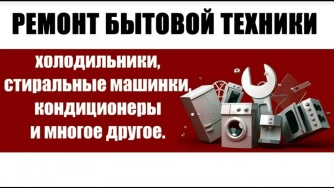 РЕМОНТ БЫТОВОЙ ТЕХНИКИ
холодильники,
стиральные машинки,
кондиционеры
и многое другое.